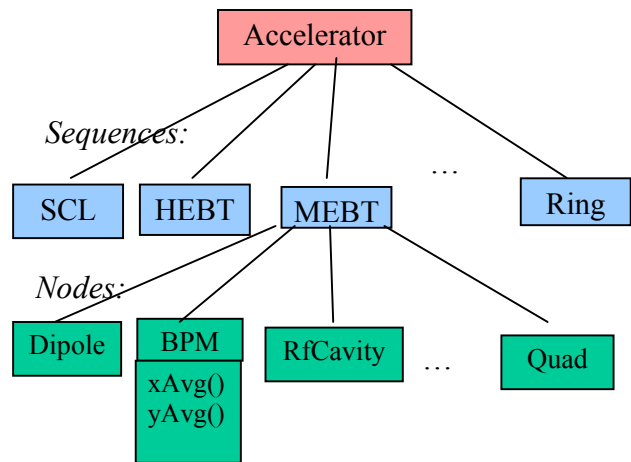 Accelerator
Sequences:
...
SCL
HEBT
MEBT
Ring
Nodes:
Dipole
BPM
RfCavity
...
Quad
xAvg()
yAvg()